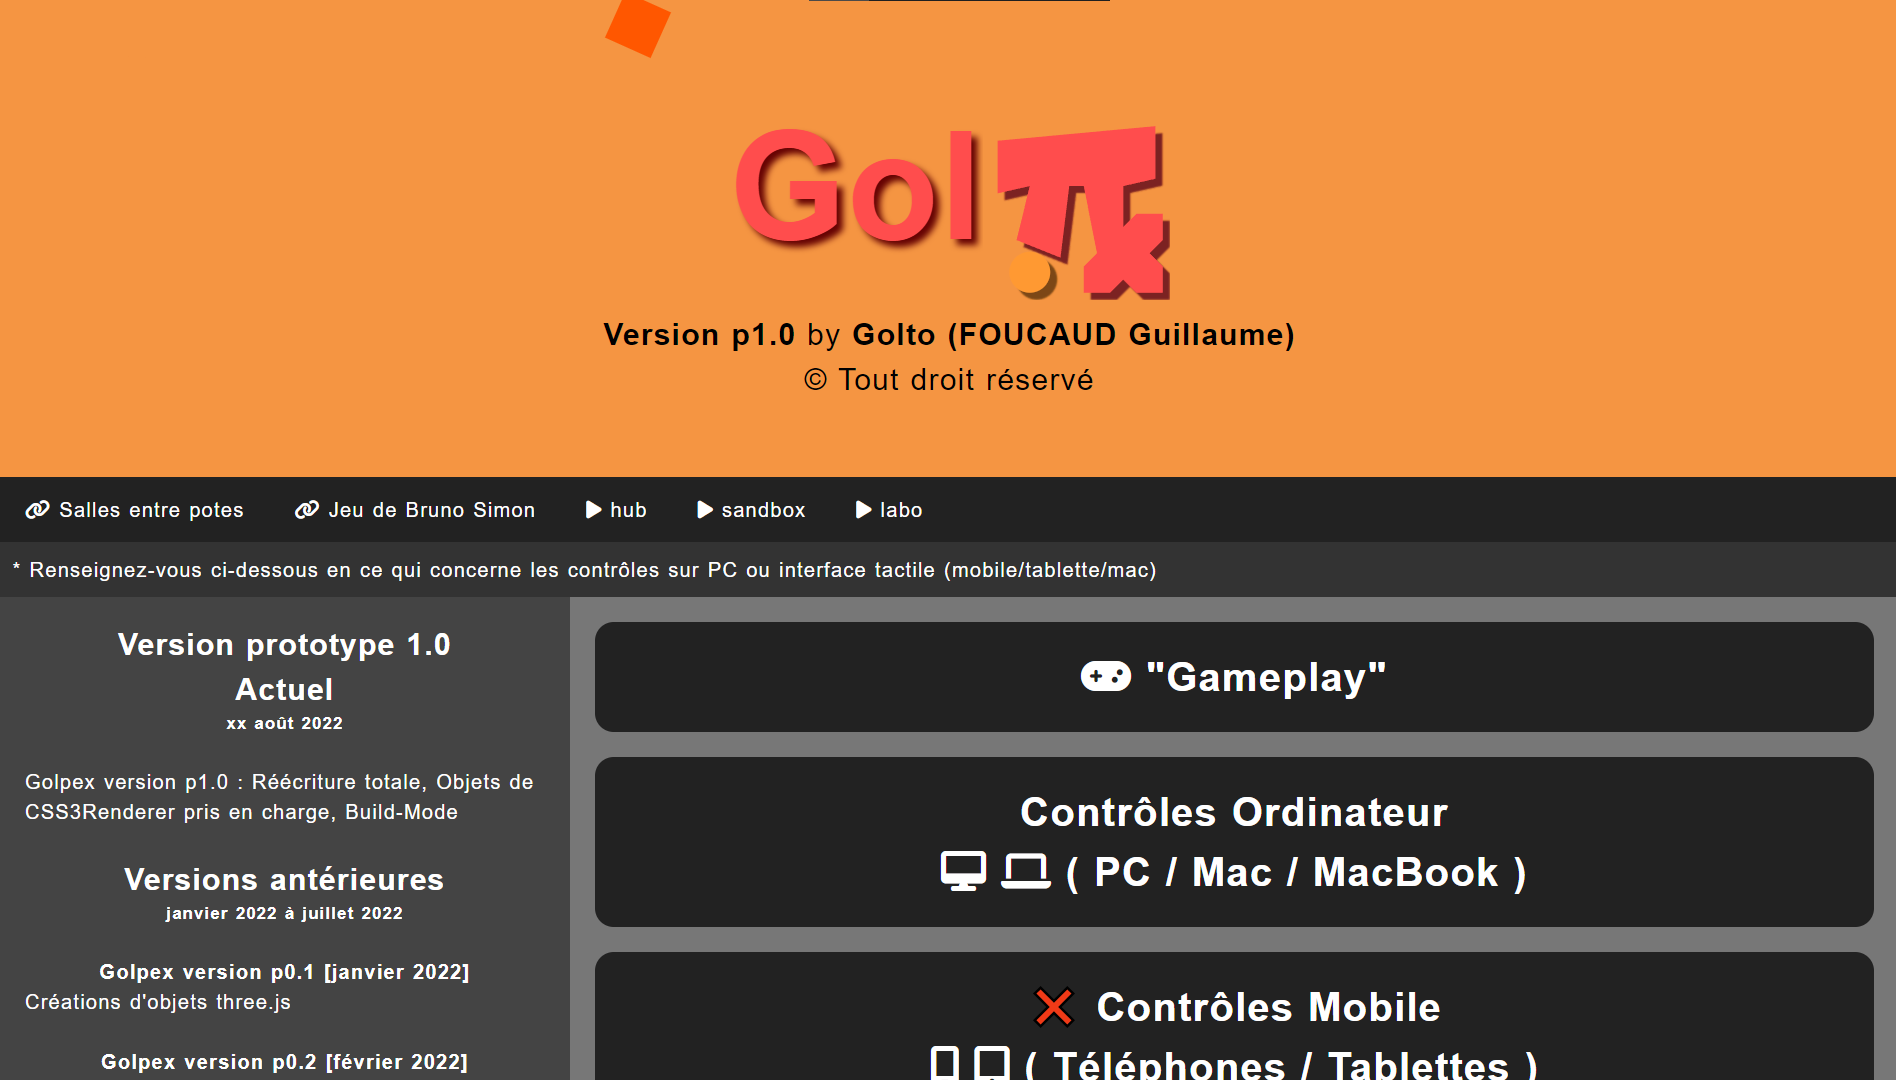 Golπx
Version p1.0 by Golto (FOUCAUD Guillaume)
© Tout droit réservé
Salles entre potes Jeu de Bruno Simon hub sandbox labo
* Renseignez-vous ci-dessous en ce qui concerne les contrôles sur PC ou interface tactile (mobile/tablette/mac)
Version prototype 1.0
Actuel
xx août 2022
Golpex version p1.0 : Réécriture totale, Objets de
CSS3Renderer pris en charge, Build-Mode
Versions antérieures
janvier 2022 à juillet 2022
Golpex version p0.1 [janvier 2022]
Créations d'objets three.js
Golpex version p0.2 [février 2022]
"Gameplay"
Contrôles Ordinateur
( PC / Mac / MacBook )
Contrôles Mobile
( Téléphones / Tablettes )